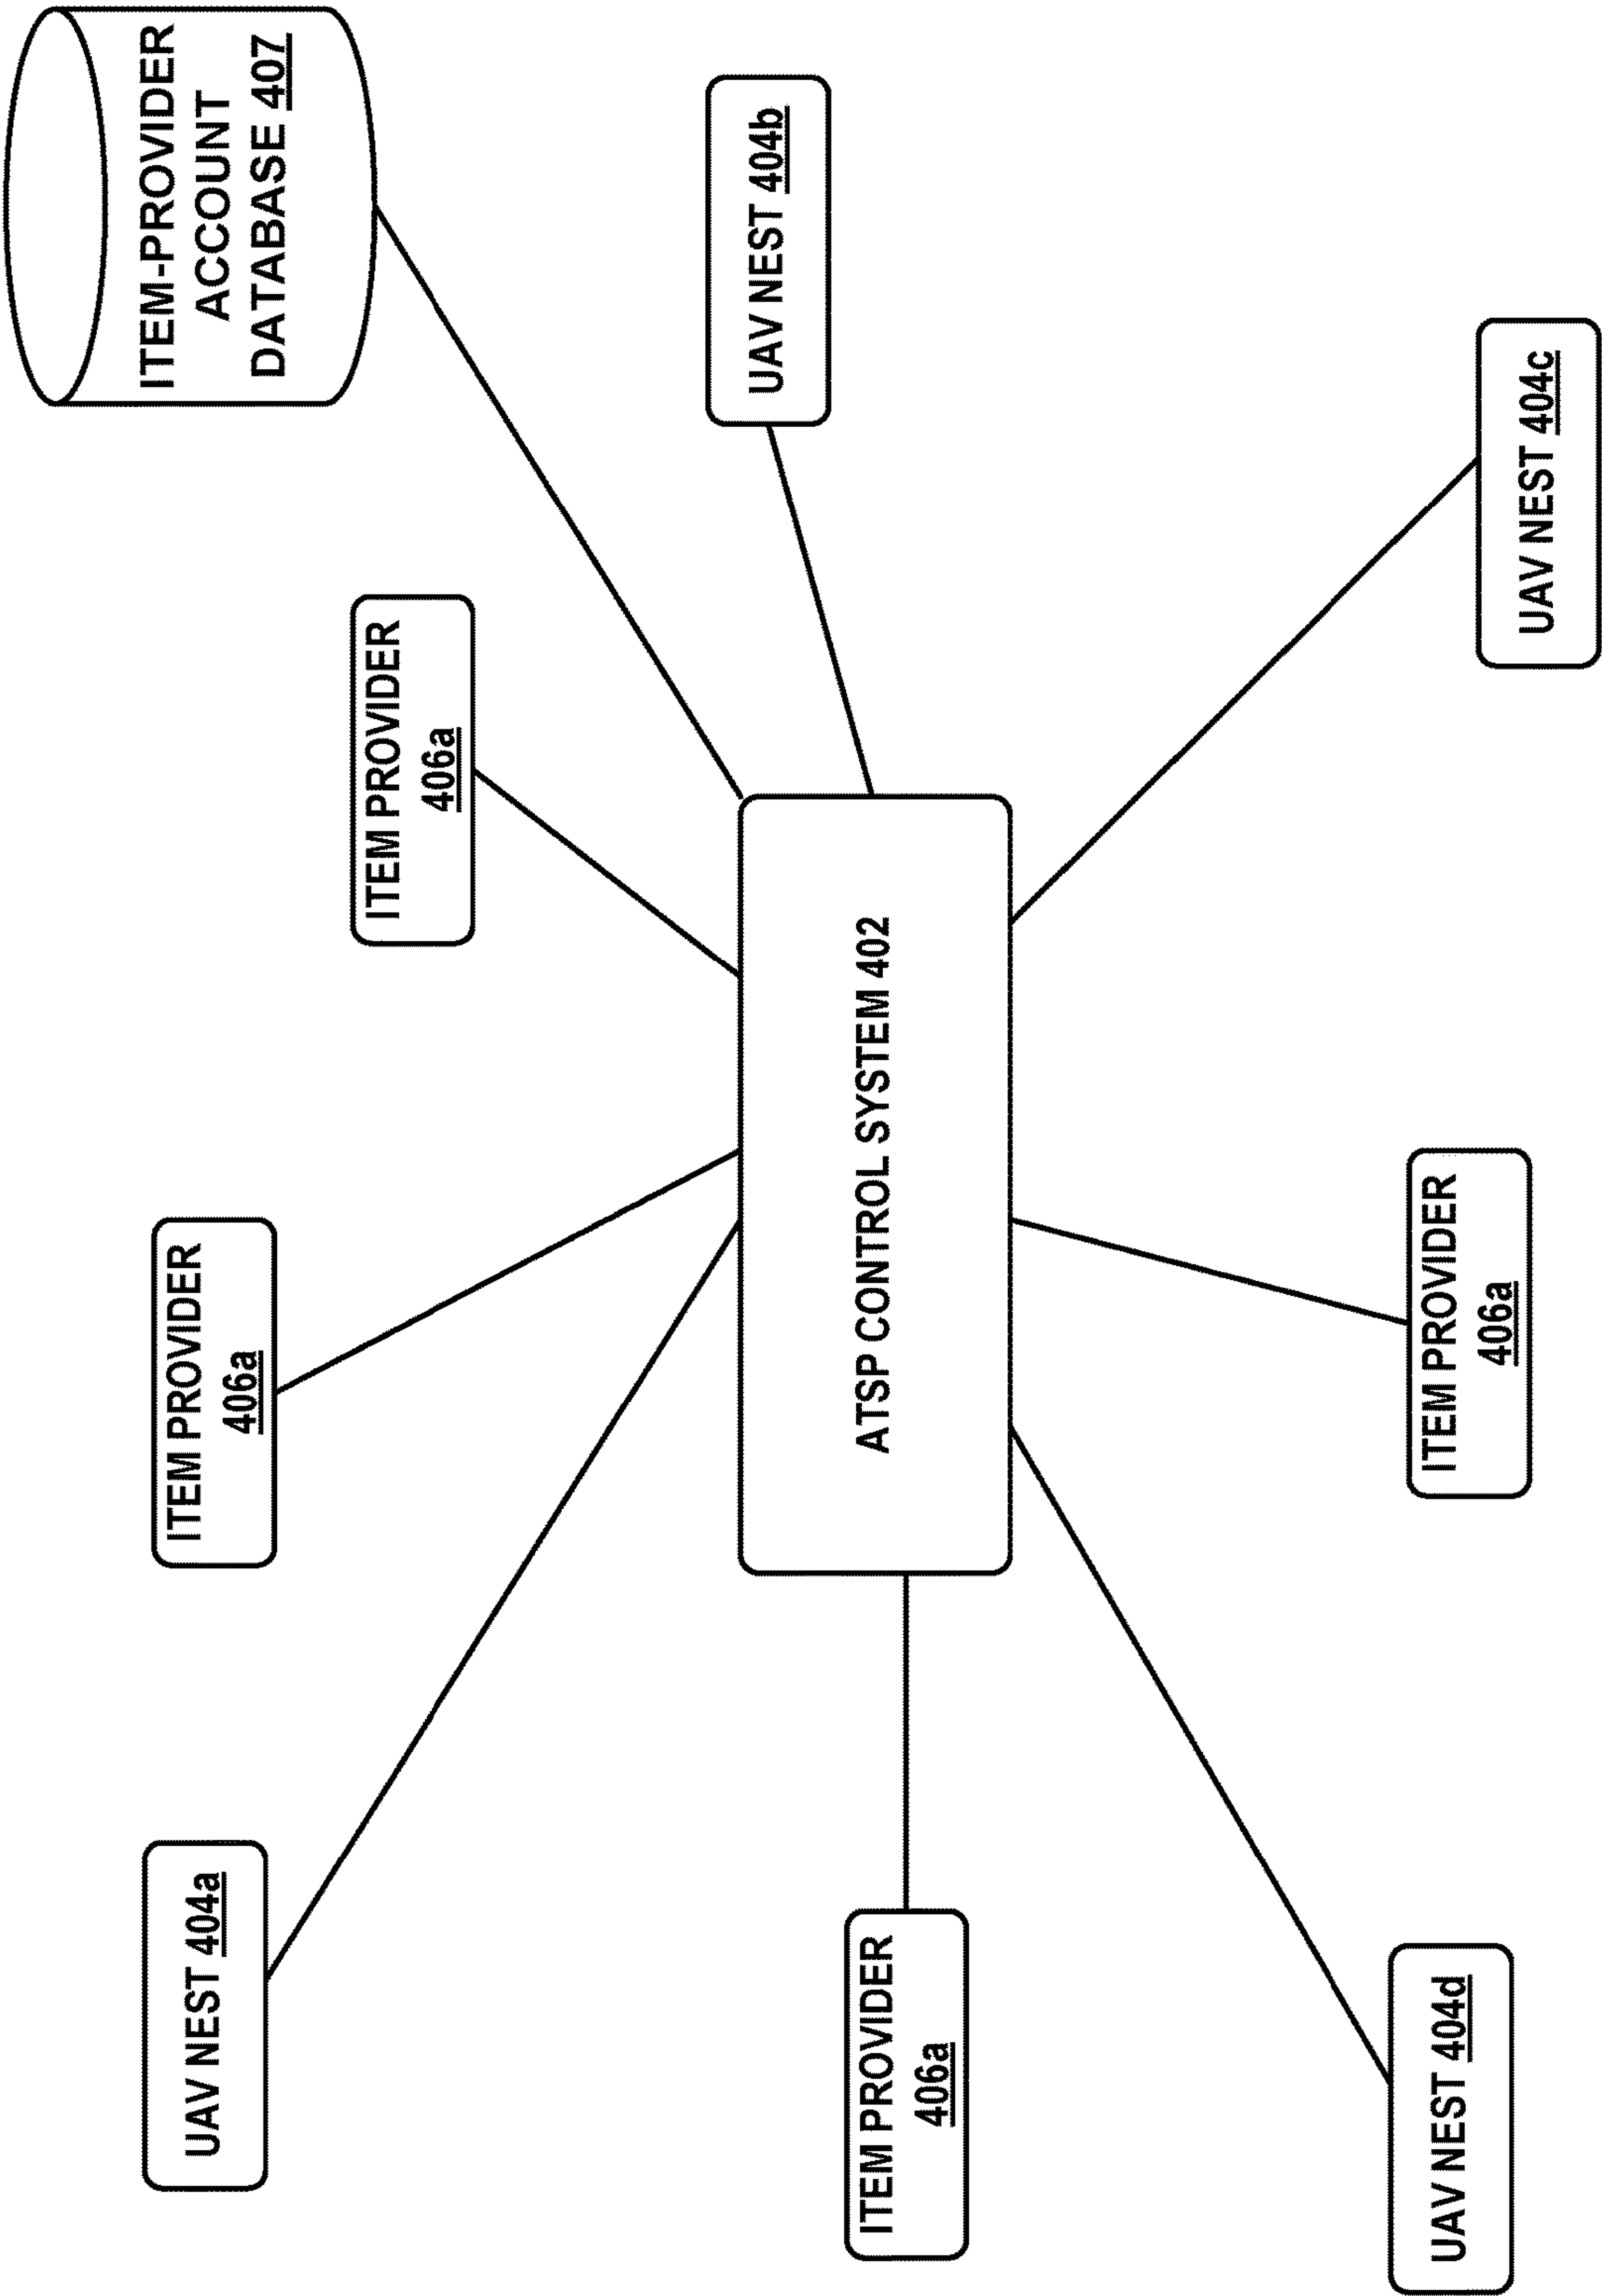 UAV NEST 404a
ITEM PROVIDER
406a
ITEM-PROVIDER
ACCOUNT
DATABASE 407
ITEM PROVIDER
406a
UAV NEST 404b
ITEM PROVIDER
406a
ATSP CONTROL SYSTEM 402
UAV NEST 404d
ITEM PROVIDER
406a
UAV NEST 404c